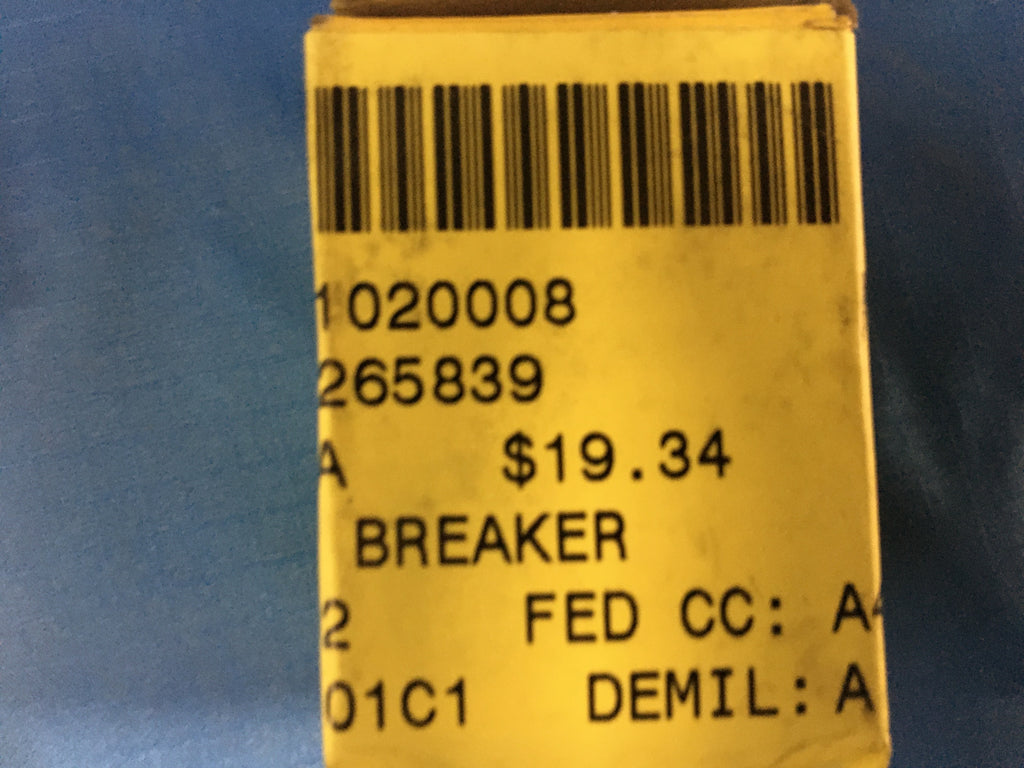 1020008
265839
A $19.34
BREAKER
2 FED CC: A
01C1 DEMIL: A